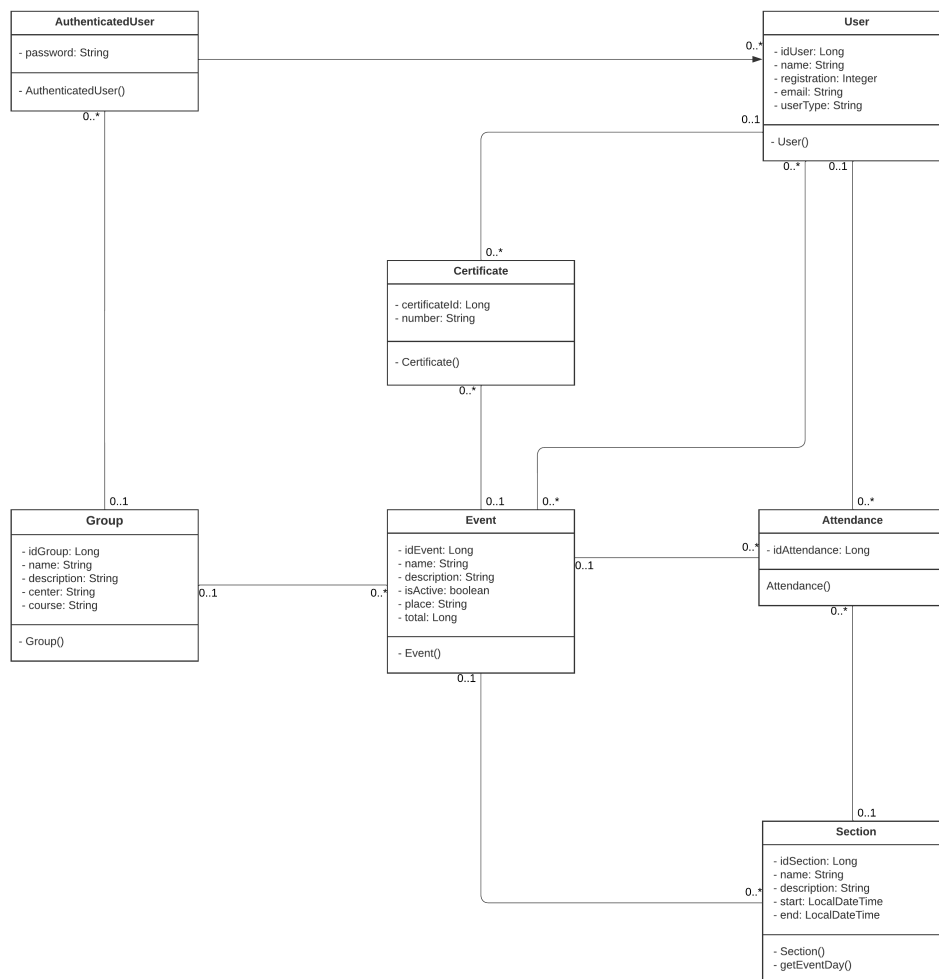 AuthenticatedUser
- password: String
- AuthenticatedUser()
0..*
User
0..*
- idUser: Long
- name: String
- registration: Integer
- email: String
- userType: String
0..1
- User()
0..*
0..1
0..*
Certificate
- certificateId: Long
- number: String
- Certificate()
0..*
0..1
Group
- idGroup: Long
- name: String
- description: String
- center: String
- course: String
0..1
- Group()
0..1
0..*
Event
- idEvent: Long
- name: String
- description: String
- isActive: boolean
- place: String
- total: Long
0..*
0..1
- Event()
0..1
0..*
Attendance
0..*
- idAttendance: Long
Attendance()
0..*
0..1
Section
- idSection: Long
- name: String
- description: String
- start: LocalDateTime
- end: LocalDateTime
0..*
- Section()
- getEventDay()